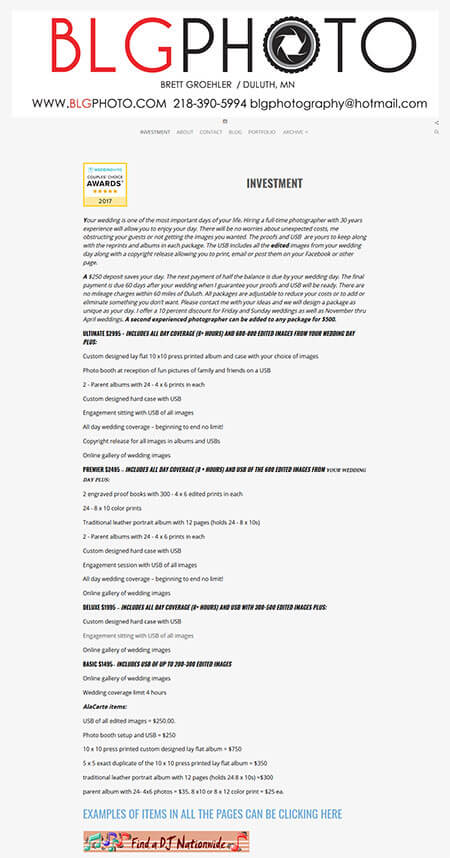 BLGPHOTO
BRETT GROEHLER / DULUTH, MN
WWW.BLGPHOTO.COM 218-390-5994 blgphotography@hotmail.com
INVESTMENT ABOUT CONTACT BLOG PORTFOLIO ARCHIVE
WEDDINGWIRE
COUPLES' CHOICE
AWARDS
2017
INVESTMENT
Your wedding is one of the most important days of your life. Hiring a full-time photographer with 30 years
experience will allow you to enjoy your day. There will be no worries about unexpected costs, me
obstructing your guests or not getting the images you wanted. The proofs and USB are yours to keep along
with the reprints and albums in each package. The USB includes all the edited images from your wedding
day along with a copyright release allowing you to print, email or post them on your Facebook or other
page.
A $250 deposit saves your day. The next payment of half the balance is due by your wedding day. The final
payment is due 60 days after your wedding when I guarantee your proofs and USB will be ready. There are
no mileage charges within 60 miles of Duluth. All packages are adjustable to reduce your costs or to add or
eliminate something you don't want. Please contact me with your ideas and we will design a package as
unique as your day. I offer a 10 percent discount for Friday and Sunday weddings as well as November thru
April weddings. A second experienced photographer can be added to any package for $500.
ULTIMATE $2995 - INCLUDES ALL DAY COVERAGE (8+ HOURS) AND 600-800 EDITED IMAGES FROM YOUR WEDDING DAY
PLUS:
Custom designed lay flat 10 x10 press printed album and case with your choice of images
Photo booth at reception of fun pictures of family and friends on a USB
2 - Parent albums with 24 - 4 x 6 prints in each
Custom designed hard case with USB
Engagement sitting with USB of all images
All day wedding coverage – beginning to end no limit!
Copyright release for all images in albums and USBs
Online gallery of wedding images
PREMIER $2495 – INCLUDES ALL DAY COVERAGE (8 + HOURS) AND USB OF THE 600 EDITED IMAGES FROM YOUR WEDDING
DAY PLUS:
2 engraved proof books with 300 - 4 x 6 edited prints in each
24 - 8 x 10 color prints
Traditional leather portrait album with 12 pages (holds 24 - 8 x 10s)
2 - Parent albums with 24 - 4 x 6 prints in each
Custom designed hard case with USB
Engagement session with USB of all images
All day wedding coverage – beginning to end no limit!
Online gallery of wedding images
DELUXE $1995 – INCLUDES ALL DAY COVERAGE (8+ HOURS) AND USB WITH 300-500 EDITED IMAGES PLUS:
Custom designed hard case with USB
Engagement sitting with USB of all images
Online gallery of wedding images
BASIC $1495- INCLUDES USB OF UP TO 200-300 EDITED IMAGES
Online gallery of wedding images
Wedding coverage limit 4 hours
AlaCarte items:
USB of all edited images = $250.00.
Photo booth setup and USB = $250
10 x 10 press printed custom designed lay flat album = $750
5 x 5 exact duplicate of the 10 x 10 press printed lay flat album = $350
traditional leather portrait album with 12 pages (holds 24 8 x 10s) =$300
parent album with 24- 4x6 photos = $35. 8 x10 or 8 x 12 color print = $25 ea.
EXAMPLES OF ITEMS IN ALL THE PAGES CAN BE CLICKING HERE
Find a DJ Nationwide